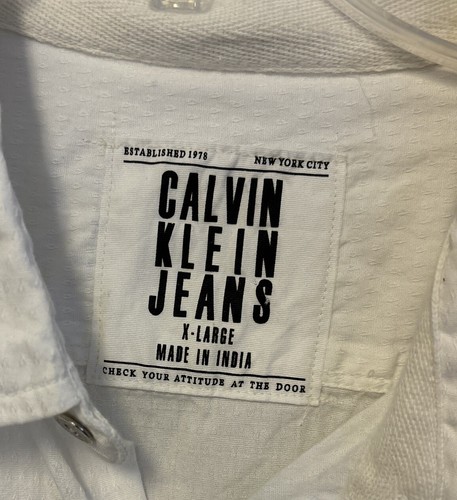 ESTABLISHED 1978 NEW YORK CITY
CALVIN
KLEIN
JEANS
X-LARGE
MADE IN INDIA
CHECK YOUR ATTITUDE AT THE DOOR